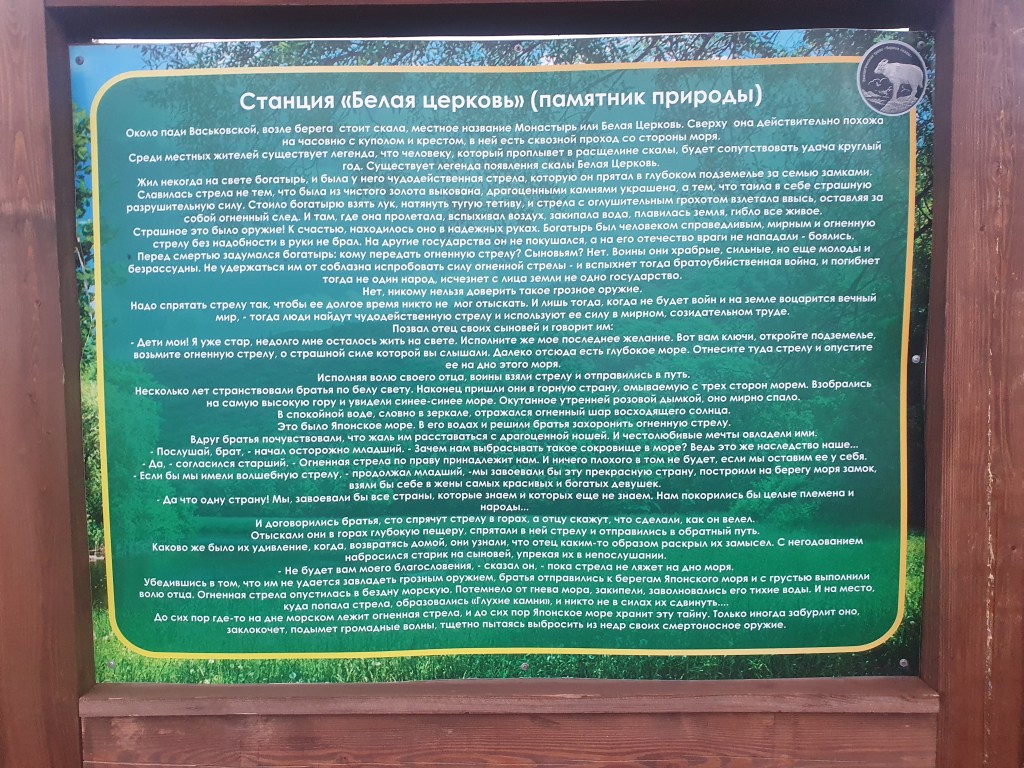 Станция «Белая церковь» (памятник природы)
Около пади Васьковской, возле берега стоит скала, местное название Монастырь или Белая Церковь. Сверху она действительно похожа
на часовню с куполом и крестом, в ней есть сквозной проход со стороны моря.
Среди местных жителей существует легенда, что человеку, который проплывет в расщелине скалы, будет сопутствовать удача круглый
год. Существует легенда появления скалы Белая Церковь.
Жил некогда на свете богатырь, и была у него чудодейственная стрела, которую он прятал в глубоком подземелье за семью замками.
Славилась стрела не тем, что была из чистого золота выкована, драгоценными камнями украшена, а тем, что таила в себе страшную
разрушительную силу. Стоило богатырю взять лук, натянуть тугую тетиву, и стрела с оглушительным грохотом взлетала ввысь, оставляя за
собой огненный след. И там, где она пролетала, вспыхивал воздух, закипала вода, плавилась земля, гибло все живое.
Страшное это было оружие! К счастью, находилось оно в надежных руках. Богатырь был человеком справедливым, мирным и огненную
стрелу без надобности в руки не брал. На другие государства он не покушался, а на его отечество враги не нападали - боялись.
Перед смертью задумался богатырь: кому передать огненную стрелу? Сыновьям? Нет. Воины они храбрые, сильные, но еще молоды и
безрассудны. Не удержаться им от соблазна испробовать силу огненной стрелы - и вспыхнет тогда братоубийственная война, и погибнет
тогда не один народ, исчезнет с лица земли не одно государство.
Нет, никому нельзя доверить такое грозное оружие.
Надо спрятать стрелу так, чтобы ее долгое время никто не мог отыскать. И лишь тогда, когда не будет войн и на земле воцарится вечный
мир, - тогда люди найдут чудодейственную стрелу и используют ее силу в мирном, созидательном труде.
Позвал отец своих сыновей и говорит им:
- Дети мои! Я уже стар, недолго мне осталось жить на свете. Исполните же мое последнее желание. Вот вам ключи, откройте подземелье,
возьмите огненную стрелу, о страшной силе которой вы слышали. Далеко отсюда есть глубокое море. Отнесите туда стрелу и опустите
ее на дно этого моря.
Исполняя волю своего отца, воины взяли стрелу и отправились в путь.
Несколько лет странствовали братья по белу свету. Наконец пришли они в горную страну, омываемую с трех сторон морем. Взобрались
на самую высокую гору и увидели синее-синее море. Окутанное утренней розовой дымкой, оно мирно спало.
В спокойной воде, словно в зеркале, отражался огненный шар восходящего солнца.
Это было Японское море. В его водах и решили братья захоронить огненную стрелу.
Вдруг братья почувствовали, что жаль им расставаться с драгоценной ношей. И честолюбивые мечты овладели ими.
- Послушай, брат, - начал осторожно младший. - Зачем нам выбрасывать такое сокровище в море? Ведь это же наследство наше...
- Да, - согласился старший. - Огненная стрела по праву принадлежит нам. И ничего плохого в том не будет, если мы оставим ее у себя.
- Если бы мы имели волшебную стрелу, - продолжал младший, -мы завоевали бы эту прекрасную страну, построили на берегу моря замок,
взяли бы себе в жены самых красивых и богатых девушек.
- Да что одну страну! Мы, завоевали бы все страны, которые знаем и которых еще не знаем. Нам покорились бы целые племена и
народы...
И договорились братья, сто спрячут стрелу в горах, а отцу скажут, что сделали, как он велел.
Отыскали они в горах глубокую пещеру, спрятали в ней стрелу и отправились в обратный путь.
Каково же было их удивление, когда, возвратясь домой, они узнали, что отец каким-то образом раскрыл их замысел. С негодованием
набросился старик на сыновей, упрекая их в непослушании.
- Не будет вам моего благословения, - сказал он, - пока стрела не ляжет на дно моря.
Убедившись в том, что им не удается завладеть грозным оружием, братья отправились к берегам Японского моря и с грустью выполнили
волю отца. Огненная стрела опустилась в бездну морскую. Потемнело от гнева мора, закипели, заволновались его тихие воды. И на место,
куда попала стрела, образовались «Глухие камни», и никто не в силах их сдвинуть....
До сих пор где-то на дне морском лежит огненная стрела, и до сих пор Японское море хранит эту тайну. Только иногда забурлит оно,
заклокочет, подымет громадные волны, тщетно пытаясь выбросить из недр своих смертоносное оружие.